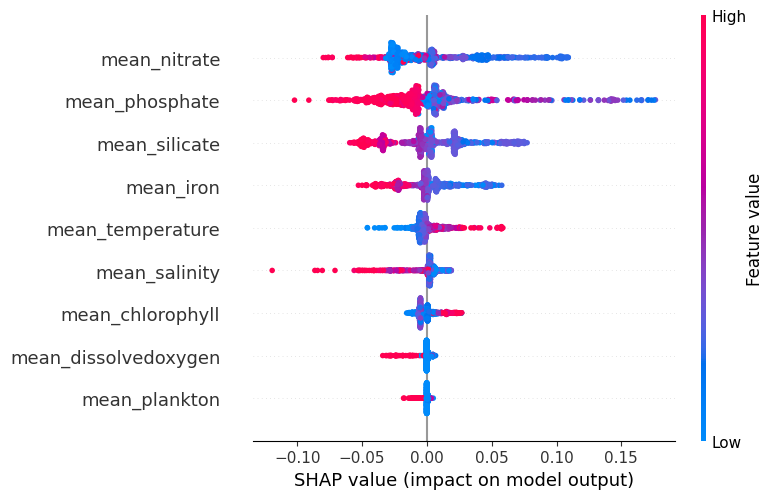 High
mean_nitrate
mean_phosphate
mean_silicate
mean_iron
mean_temperature
mean_salinity
mean_chlorophyll
mean_dissolvedoxygen
mean_plankton
Feature value
Low
−0.10 −0.05 0.00 0.05 0.10 0.15
SHAP value (impact on model output)